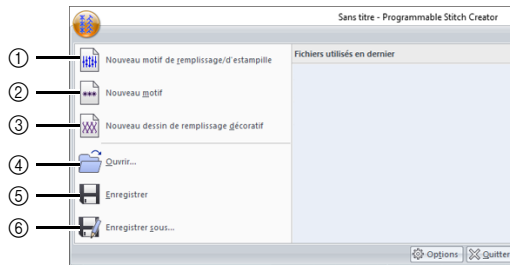 Sans titre - Programmable Stitch Creator
① Nouveau motif de remplissage/d'estampille
Fichiers utilisés en dernier
② Nouveau motif
③ Nouveau dessin de remplissage décoratif
④ Ouvrir...
⑤ Enregistrer
⑥ Enregistrer sous...
Options
Quitter